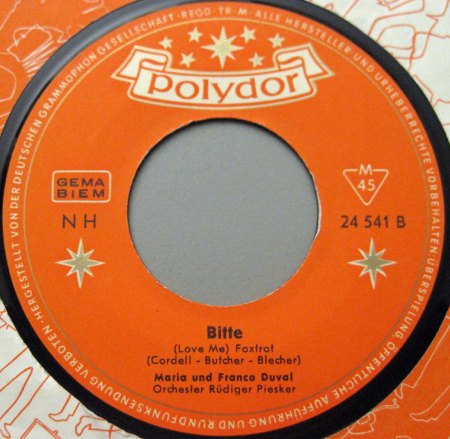 HERGESTELLT VON DER DEUTSCHEN GRAMMOPHON GESELLSCHAFT · REGD·TR·M · ALLE HERSTELLER- UND URHEBERRECHTE VORBEHALTEN · ÜBERSPIELUNG, ÖFFENTLICHE AUFFÜHRUNG UND RUNDFUNKSENDUNG VERBOTEN ·
polydor
GEMA
BIEM
NH
M
45
24 541 B
Bitte
(Love Me) Foxtrot
(Cordell - Butcher - Blecher)
Maria und Franco Duval
Orchester Rüdiger Piesker